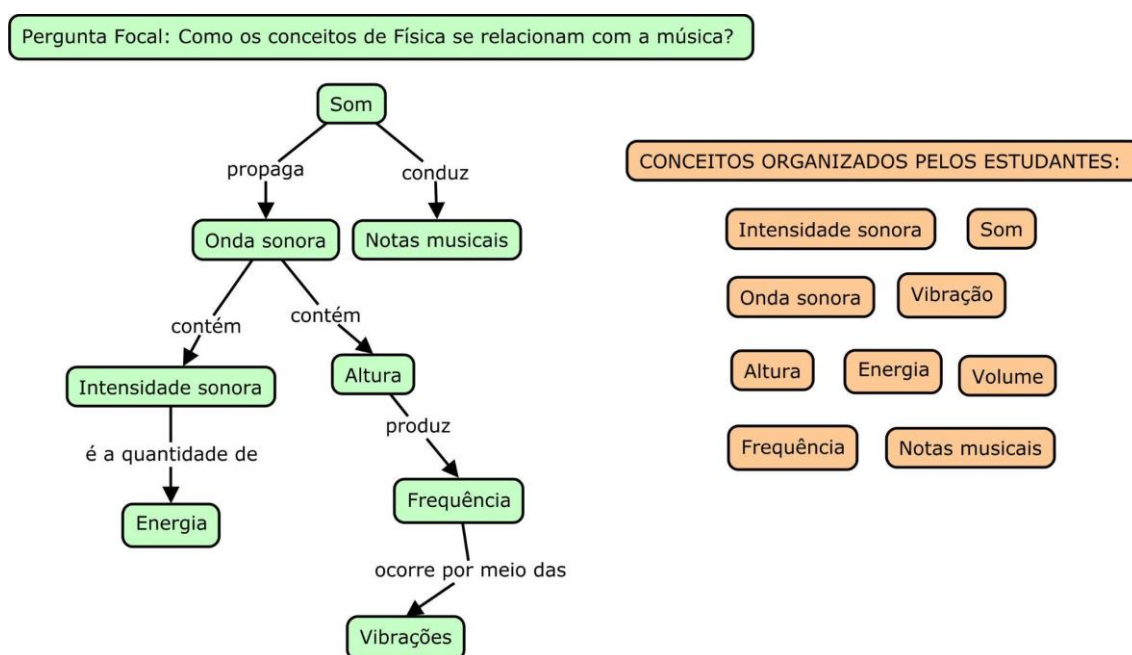 Pergunta Focal: Como os conceitos de Física se relacionam com a música?
Som
propaga
conduz
Onda sonora
Notas musicais
contém
contém
Intensidade sonora
Altura
é a quantidade de
produz
Energia
Frequência
ocorre por meio das
Vibrações
CONCEITOS ORGANIZADOS PELOS ESTUDANTES:
Intensidade sonora
Som
Onda sonora
Vibração
Altura
Energia
Volume
Frequência
Notas musicais